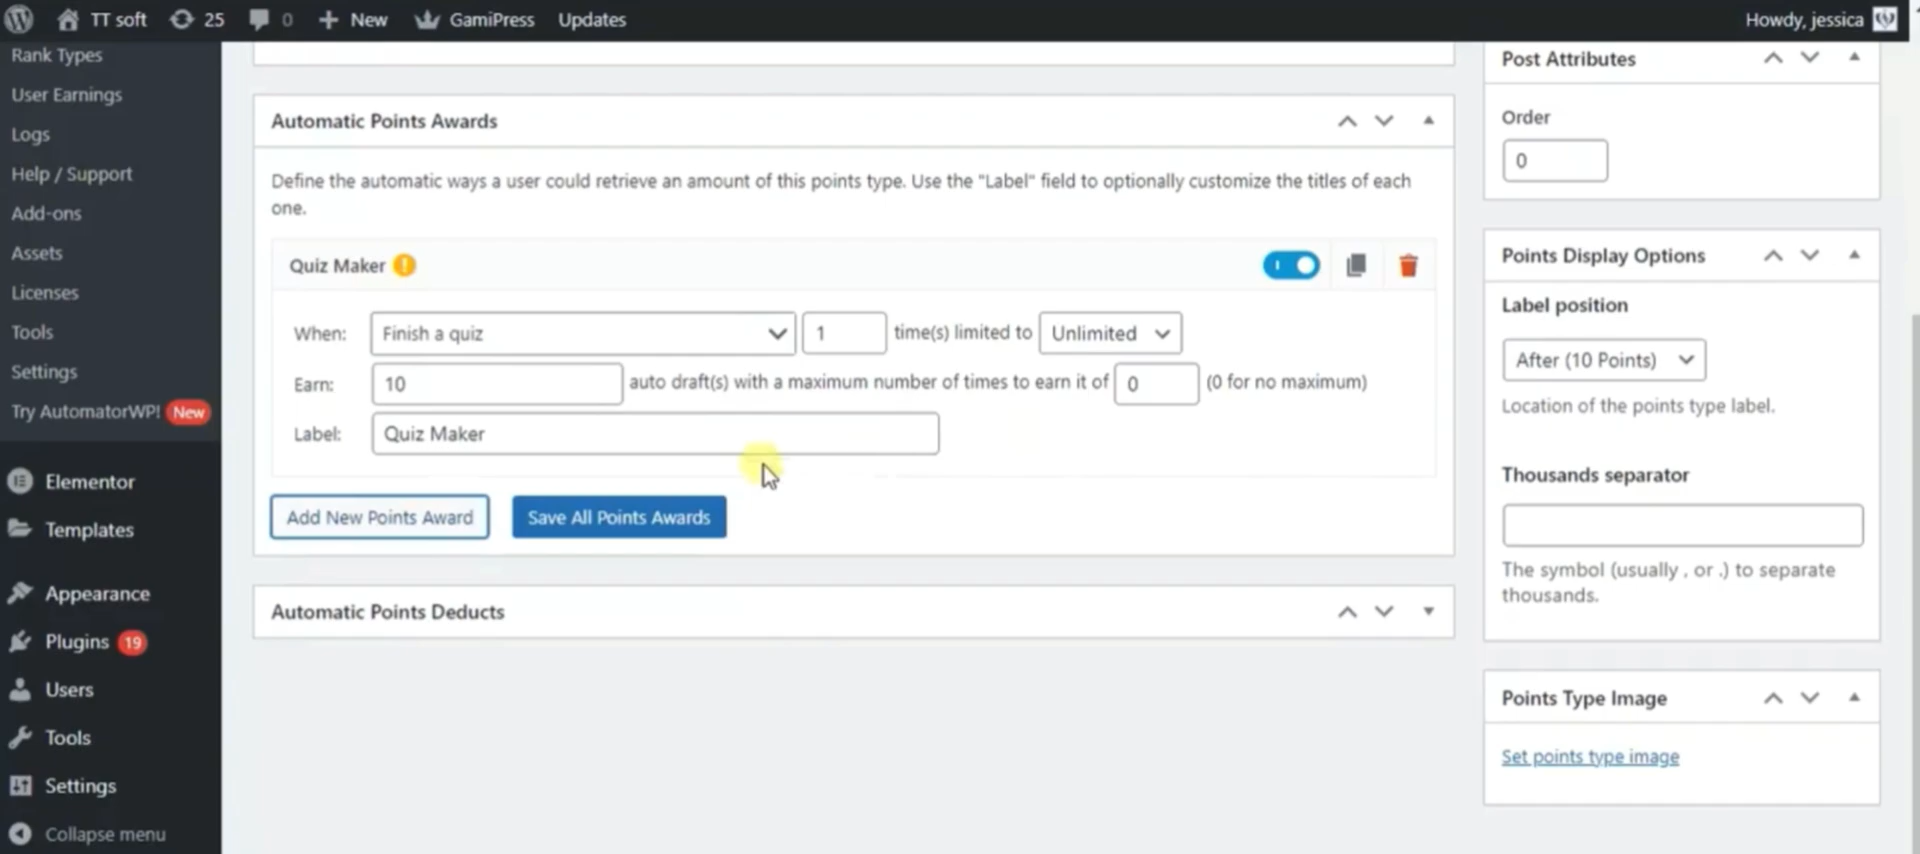 TT soft 25 0 New GamiPress Updates Howdy, jessica
Rank Types
User Earnings
Logs
Help / Support
Add-ons
Assets
Licenses
Tools
Settings
Try AutomatorWP! New
Elementor
Templates
Appearance
Plugins 19
Users
Tools
Settings
Collapse menu
Automatic Points Awards
Define the automatic ways a user could retrieve an amount of this points type. Use the "Label" field to optionally customize the titles of each
one.
Quiz Maker !
When: Finish a quiz 1 time(s) limited to Unlimited
Earn: 10 auto draft(s) with a maximum number of times to earn it of 0 (0 for no maximum)
Label: Quiz Maker
Add New Points Award Save All Points Awards
Automatic Points Deducts
Post Attributes
Order
0
Points Display Options
Label position
After (10 Points)
Location of the points type label.
Thousands separator
The symbol (usually , or .) to separate
thousands.
Points Type Image
Set points type image